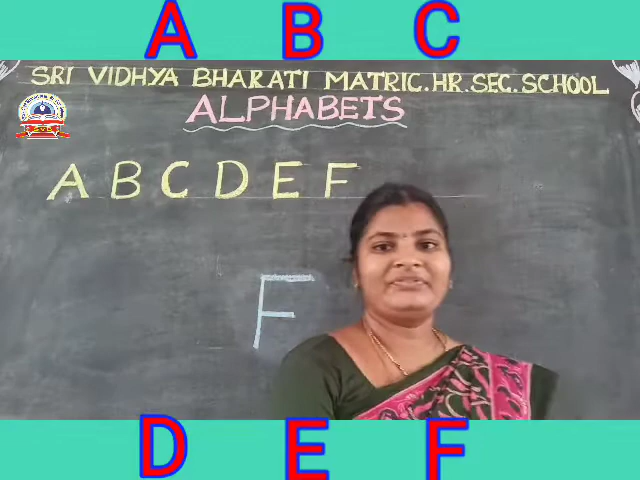 A B C
SRI VIDHYA BHARATI MATRIC.HR.SEC.SCHOOL
ALPHABETS
A B C D E F
F
D E F